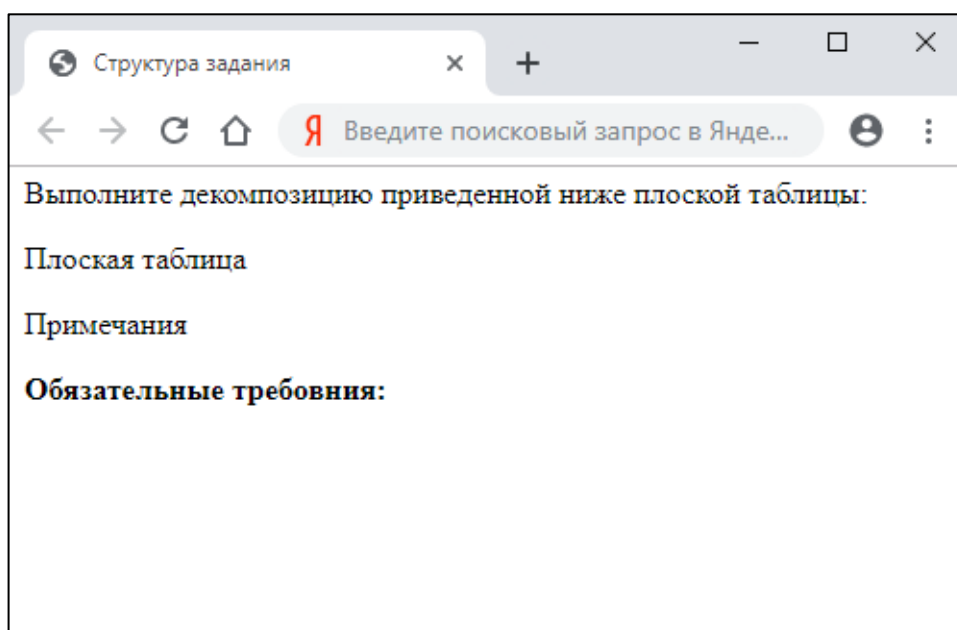 Структура задания
Я Введите поисковый запрос в Янде...
Выполните декомпозицию приведенной ниже плоской таблицы:
Плоская таблица
Примечания
Обязательные требовния: